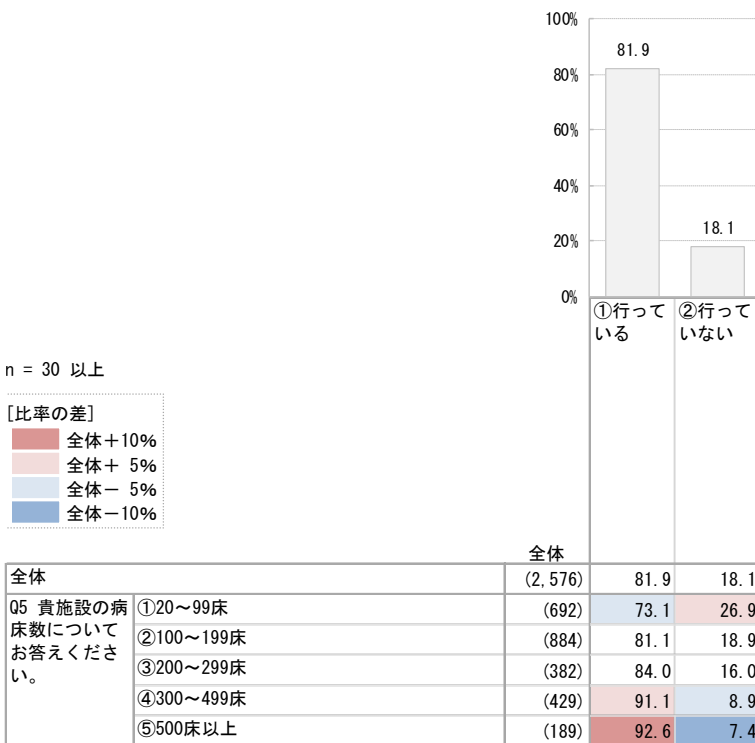 100%
81.9
80%
60%
40%
18.1
20%
0%
①行って ②行って
いる いない
n = 30 以上
[比率の差]
全体＋10%
全体＋ 5%
全体－ 5%
全体－10%
全体
全体 (2,576) 81.9 18.1
Q5 貴施設の病 ①20～99床 (692) 73.1 26.9
床数について ②100～199床 (884) 81.1 18.9
お答えくださ ③200～299床 (382) 84.0 16.0
い。
④300～499床 (429) 91.1 8.9
⑤500床以上 (189) 92.6 7.4